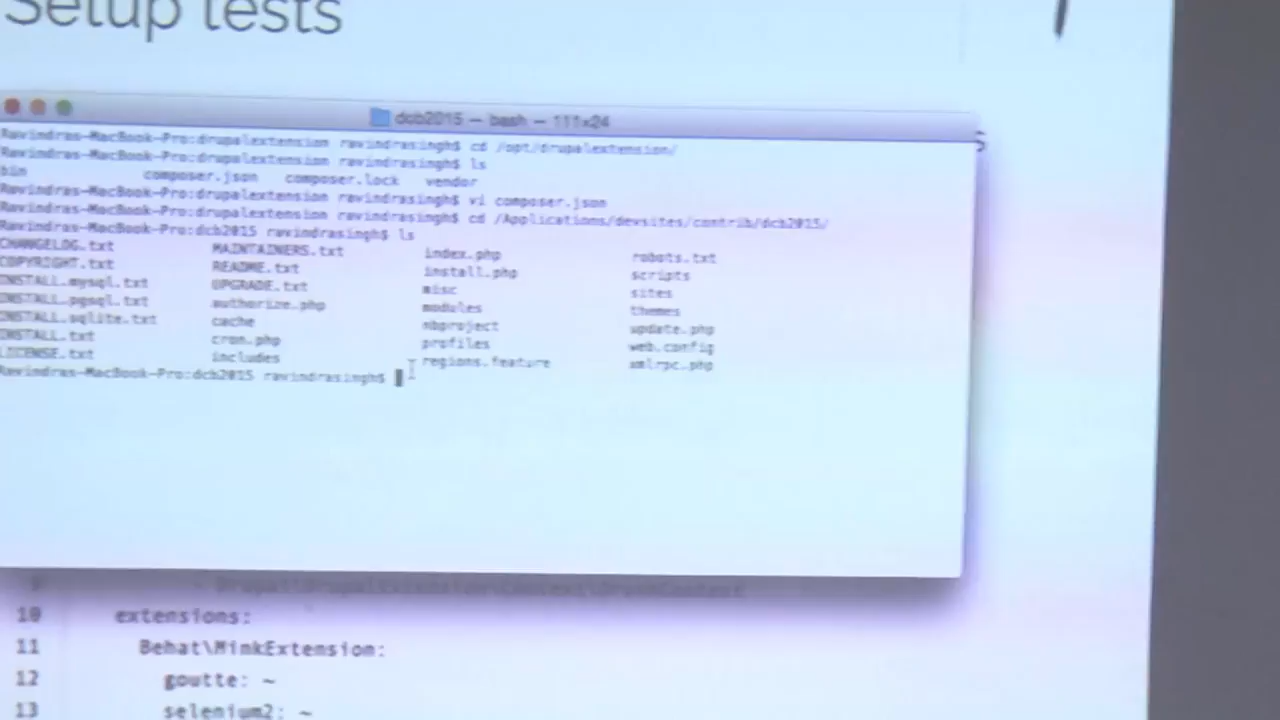 Setup tests
dcb2015 — bash — 111×24
Ravindras-MacBook-Pro:drupalextension ravindrasingh$ cd /opt/drupalextension/
Ravindras-MacBook-Pro:drupalextension ravindrasingh$ ls
bin composer.json composer.lock vendor
Ravindras-MacBook-Pro:drupalextension ravindrasingh$ vi composer.json
Ravindras-MacBook-Pro:drupalextension ravindrasingh$ cd /Applications/devsites/contrib/dcb2015/
Ravindras-MacBook-Pro:dcb2015 ravindrasingh$ ls
CHANGELOG.txt MAINTAINERS.txt index.php robots.txt
COPYRIGHT.txt README.txt install.php scripts
INSTALL.mysql.txt UPGRADE.txt misc sites
INSTALL.pgsql.txt authorize.php modules themes
INSTALL.sqlite.txt cache nbproject update.php
INSTALL.txt cron.php profiles web.config
LICENSE.txt includes regions.feature xmlrpc.php
Ravindras-MacBook-Pro:dcb2015 ravindrasingh$
10 extensions:
11 Behat\MinkExtension:
12 goutte: ~
13 selenium2: ~